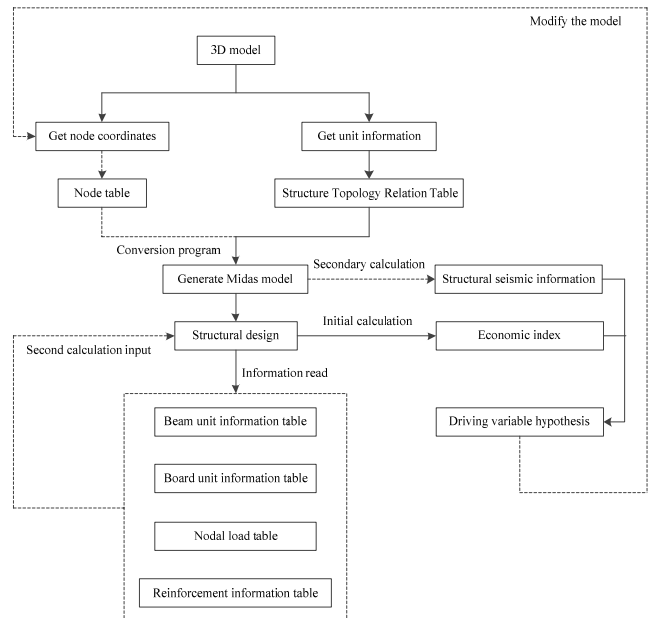 Modify the model
3D model
Get node coordinates
Get unit information
Node table
Structure Topology Relation Table
Conversion program
Generate Midas model
Secondary calculation
Structural seismic information
Second calculation input
Structural design
Initial calculation
Economic index
Information read
Beam unit information table
Driving variable hypothesis
Board unit information table
Nodal load table
Reinforcement information table